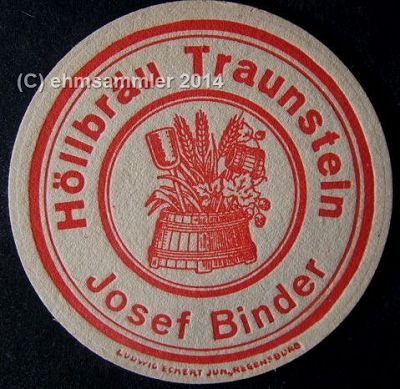 Höllbräu Traunstein
(C) ehmsammler 2014
Josef Binder
LUDWIG ECKERT JUN., REGENSBURG